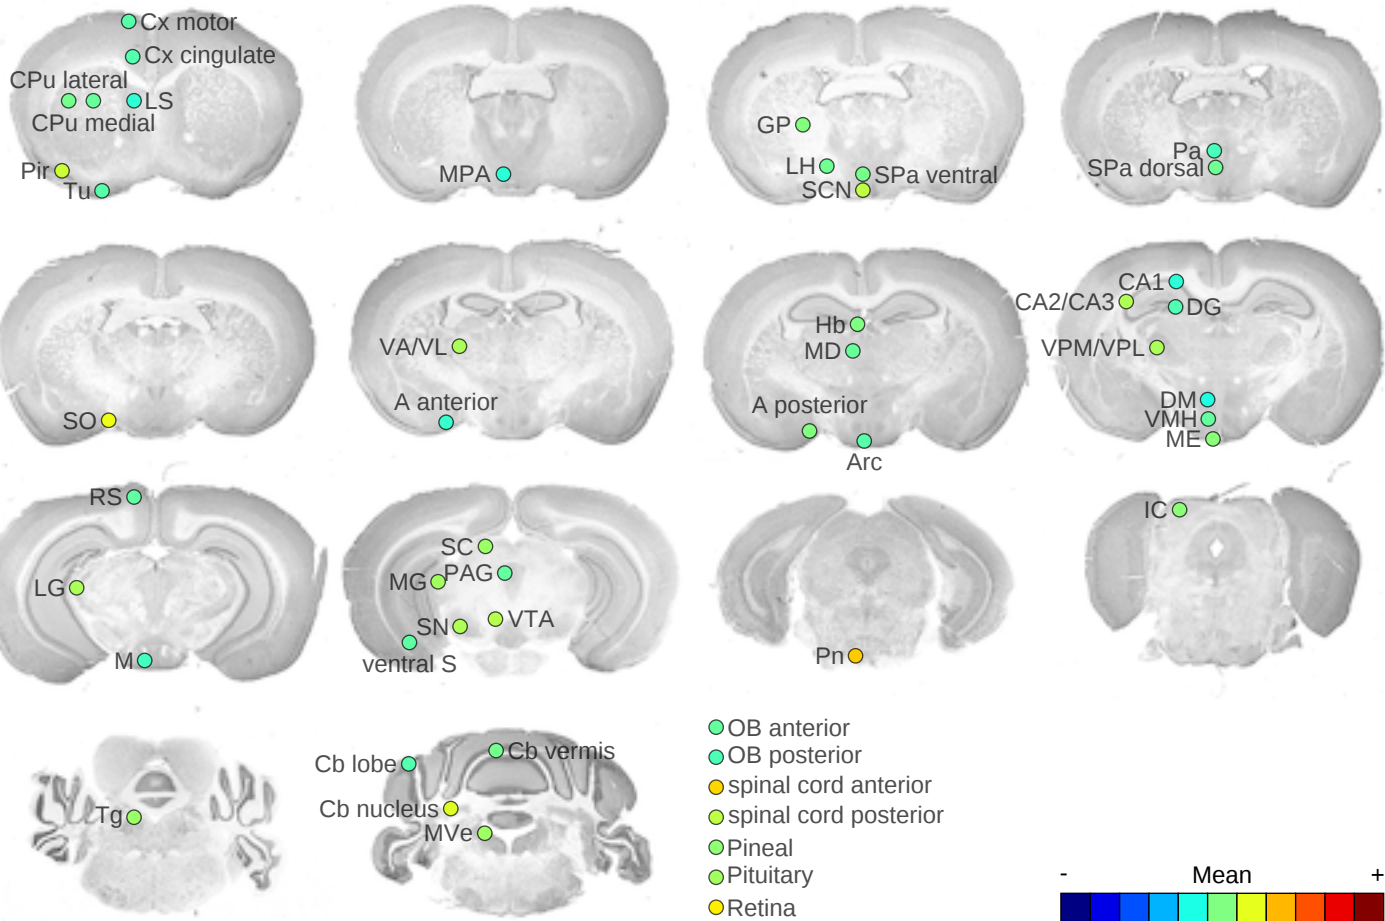 Cx motor
Cx cingulate
CPu lateral
LS
CPu medial
Pir
Tu
MPA
GP
LH
SPa ventral
SCN
Pa
SPa dorsal
SO
VA/VL
A anterior
Hb
MD
A posterior
Arc
CA1
CA2/CA3
DG
VPM/VPL
DM
VMH
ME
RS
LG
M
SC
MG
PAG
SN
VTA
ventral S
Pn
IC
Tg
Cb lobe
Cb vermis
Cb nucleus
MVe
OB anterior
OB posterior
spinal cord anterior
spinal cord posterior
Pineal
Pituitary
Retina
- Mean +